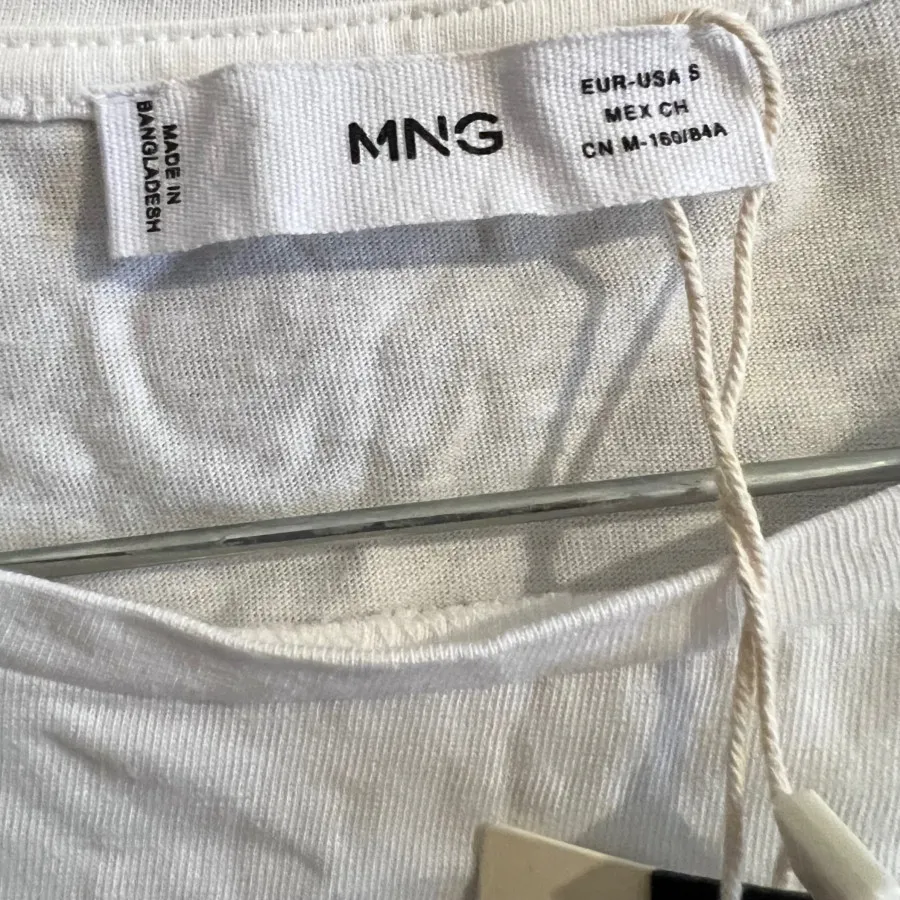 MADE IN
BANGLADESH
MNG
EUR-USA S
MEX CH
CN M-160/84A